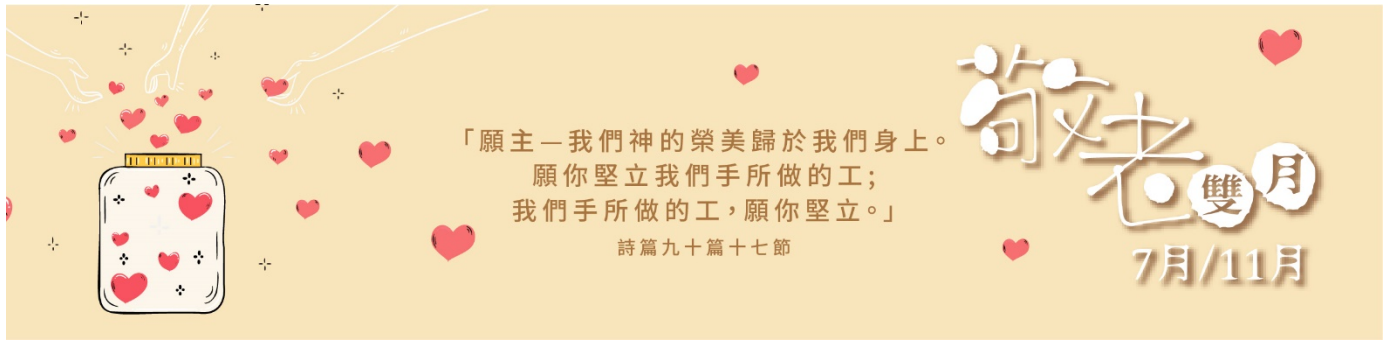 「願主—我們神的榮美歸於我們身上。
願你堅立我們手所做的工；
我們手所做的工，願你堅立。」
詩篇九十篇十七節
敬老雙月
7月/11月